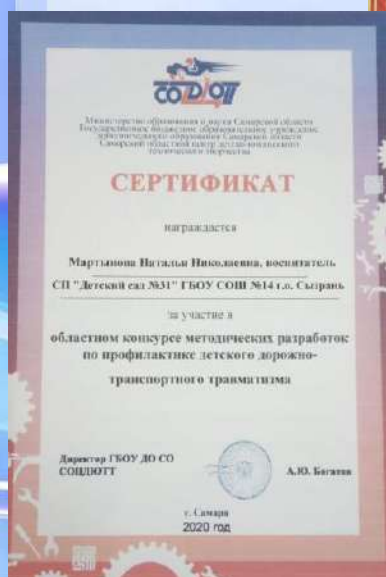 СОЦДЮТТ
Министерство образования и науки Самарской области
Государственное бюджетное образовательное учреждение
дополнительного образования Самарской области
Самарский областной центр детско-юношеского
технического творчества
СЕРТИФИКАТ
награждается
Мартынова Наталья Николаевна, воспитатель
СП "Детский сад №31" ГБОУ СОШ №14 г.о. Сызрань
за участие в
областном конкурсе методических разработок
по профилактике детского дорожно-
транспортного травматизма
Директор ГБОУ ДО СО
СОЦДЮТТ
А.Ю. Богатов
г. Самара
2020 год